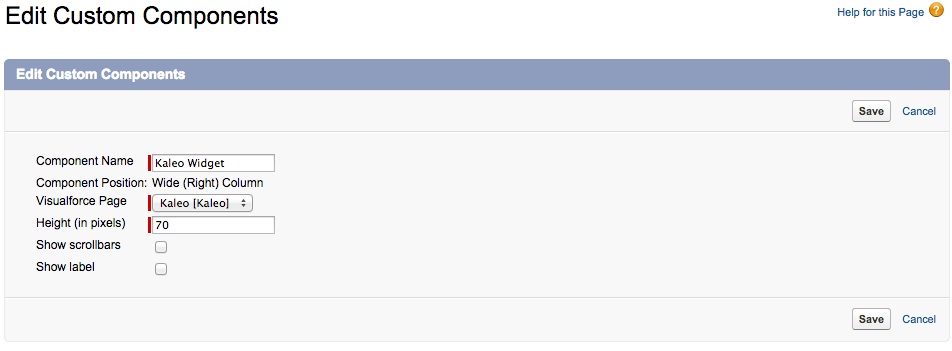 Edit Custom Components
Help for this Page ?
Edit Custom Components
Save Cancel
Component Name Kaleo Widget
Component Position: Wide (Right) Column
Visualforce Page Kaleo [Kaleo]
Height (in pixels) 70
Show scrollbars
Show label
Save Cancel